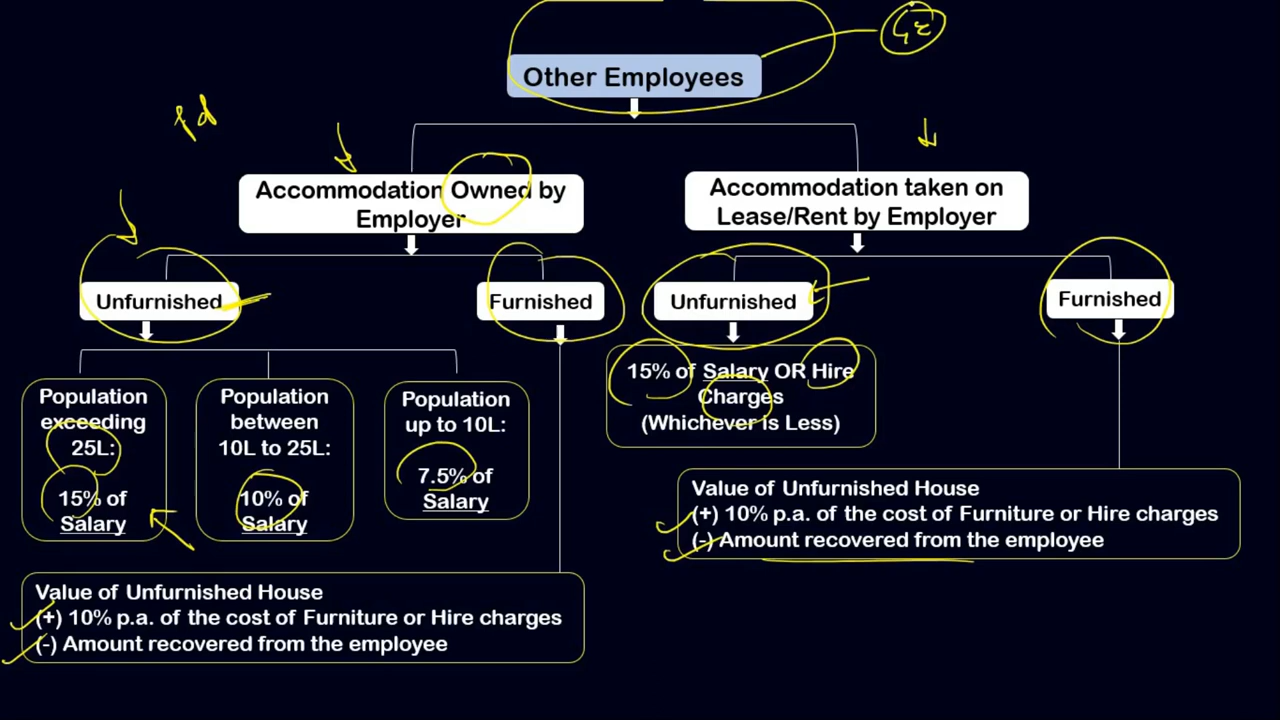 Other Employees
Accommodation Owned by
Employer
Accommodation taken on
Lease/Rent by Employer
Unfurnished
Furnished
Unfurnished
Furnished
Population
exceeding
25L:
15% of
Salary
Population
between
10L to 25L:
10% of
Salary
Population
up to 10L:
7.5% of
Salary
15% of Salary OR Hire
Charges
(Whichever is Less)
Value of Unfurnished House
(+) 10% p.a. of the cost of Furniture or Hire charges
(-) Amount recovered from the employee
Value of Unfurnished House
(+) 10% p.a. of the cost of Furniture or Hire charges
(-) Amount recovered from the employee